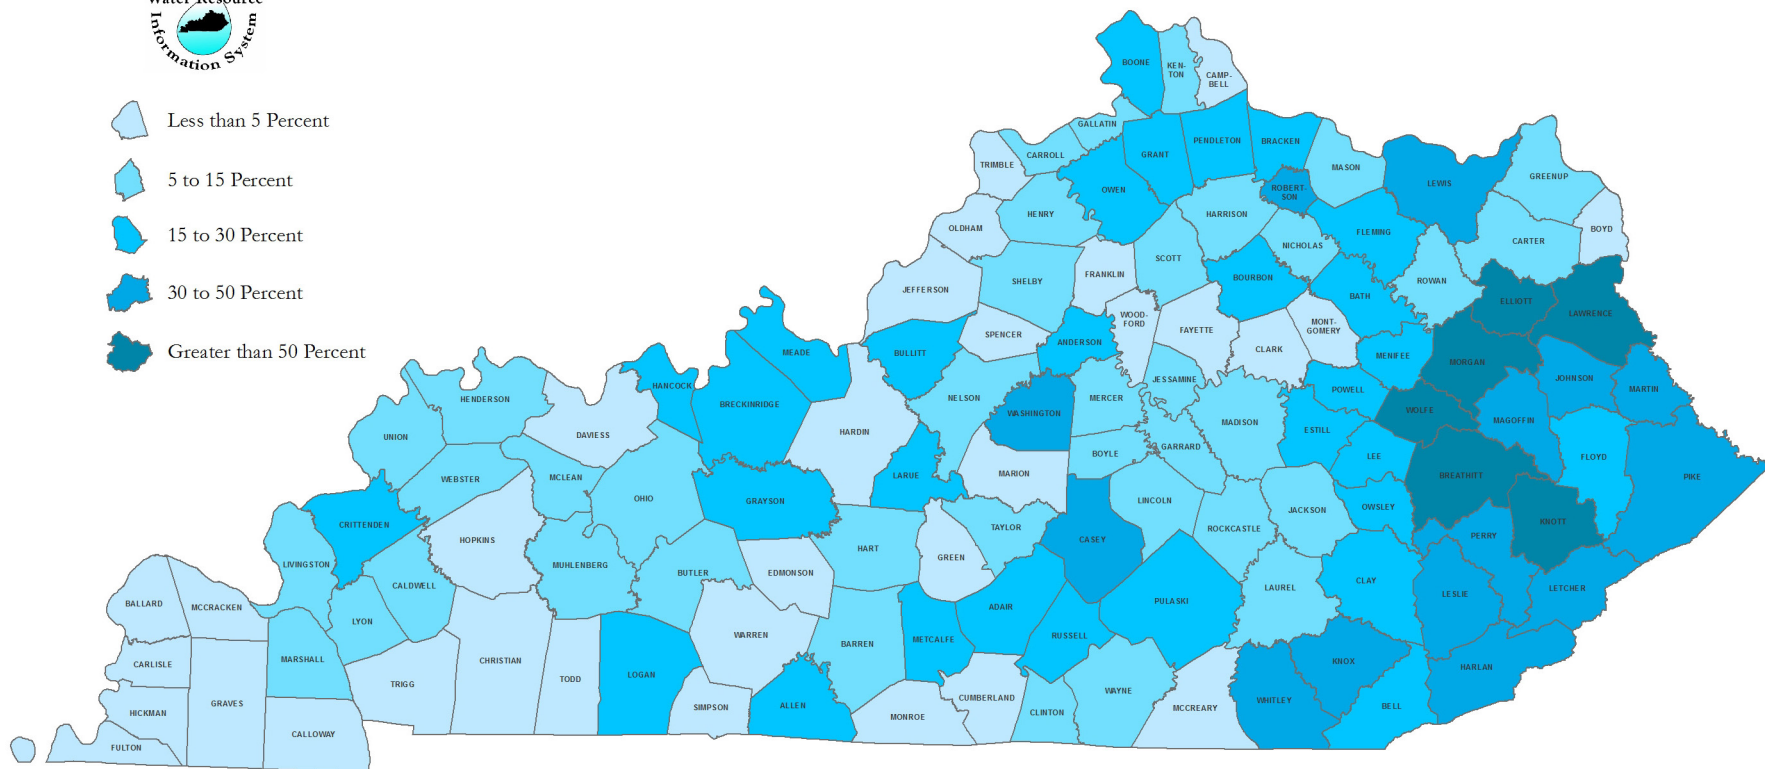 Water Resource
Information System
Less than 5 Percent
5 to 15 Percent
15 to 30 Percent
30 to 50 Percent
Greater than 50 Percent
BOONE
KEN-
TON
CAMP-
BELL
GALLATIN
CARROLL
TRIMBLE
GRANT
PENDLETON
BRACKEN
MASON
LEWIS
GREENUP
OWEN
ROBERT-
SON
HENRY
HARRISON
OLDHAM
FLEMING
BOYD
CARTER
NICHOLAS
SCOTT
FRANKLIN
BOURBON
SHELBY
ROWAN
JEFFERSON
BATH
ELLIOTT
LAWRENCE
WOOD-
FORD
FAYETTE
MONT-
GOMERY
SPENCER
ANDERSON
CLARK
MENIFEE
MORGAN
BULLITT
MEADE
JESSAMINE
POWELL
JOHNSON
MARTIN
HANCOCK
BRECKINRIDGE
HENDERSON
NELSON
MERCER
WASHINGTON
WOLFE
MAGOFFIN
MADISON
ESTILL
UNION
DAVIESS
HARDIN
GARRARD
BOYLE
LEE
FLOYD
PIKE
WEBSTER
MCLEAN
OHIO
GRAYSON
LARUE
MARION
BREATHITT
LINCOLN
JACKSON
OWSLEY
CRITTENDEN
TAYLOR
ROCKCASTLE
KNOTT
HOPKINS
CASEY
PERRY
HART
GREEN
LIVINGSTON
MUHLENBERG
BUTLER
EDMONSON
CALDWELL
LAUREL
CLAY
LESLIE
LETCHER
BALLARD
MCCRACKEN
LYON
ADAIR
PULASKI
WARREN
RUSSELL
METCALFE
BARREN
CARLISLE
MARSHALL
CHRISTIAN
KNOX
HARLAN
TRIGG
TODD
LOGAN
WAYNE
WHITLEY
BELL
HICKMAN
GRAVES
SIMPSON
ALLEN
CUMBERLAND
MONROE
CLINTON
MCCREARY
CALLOWAY
FULTON